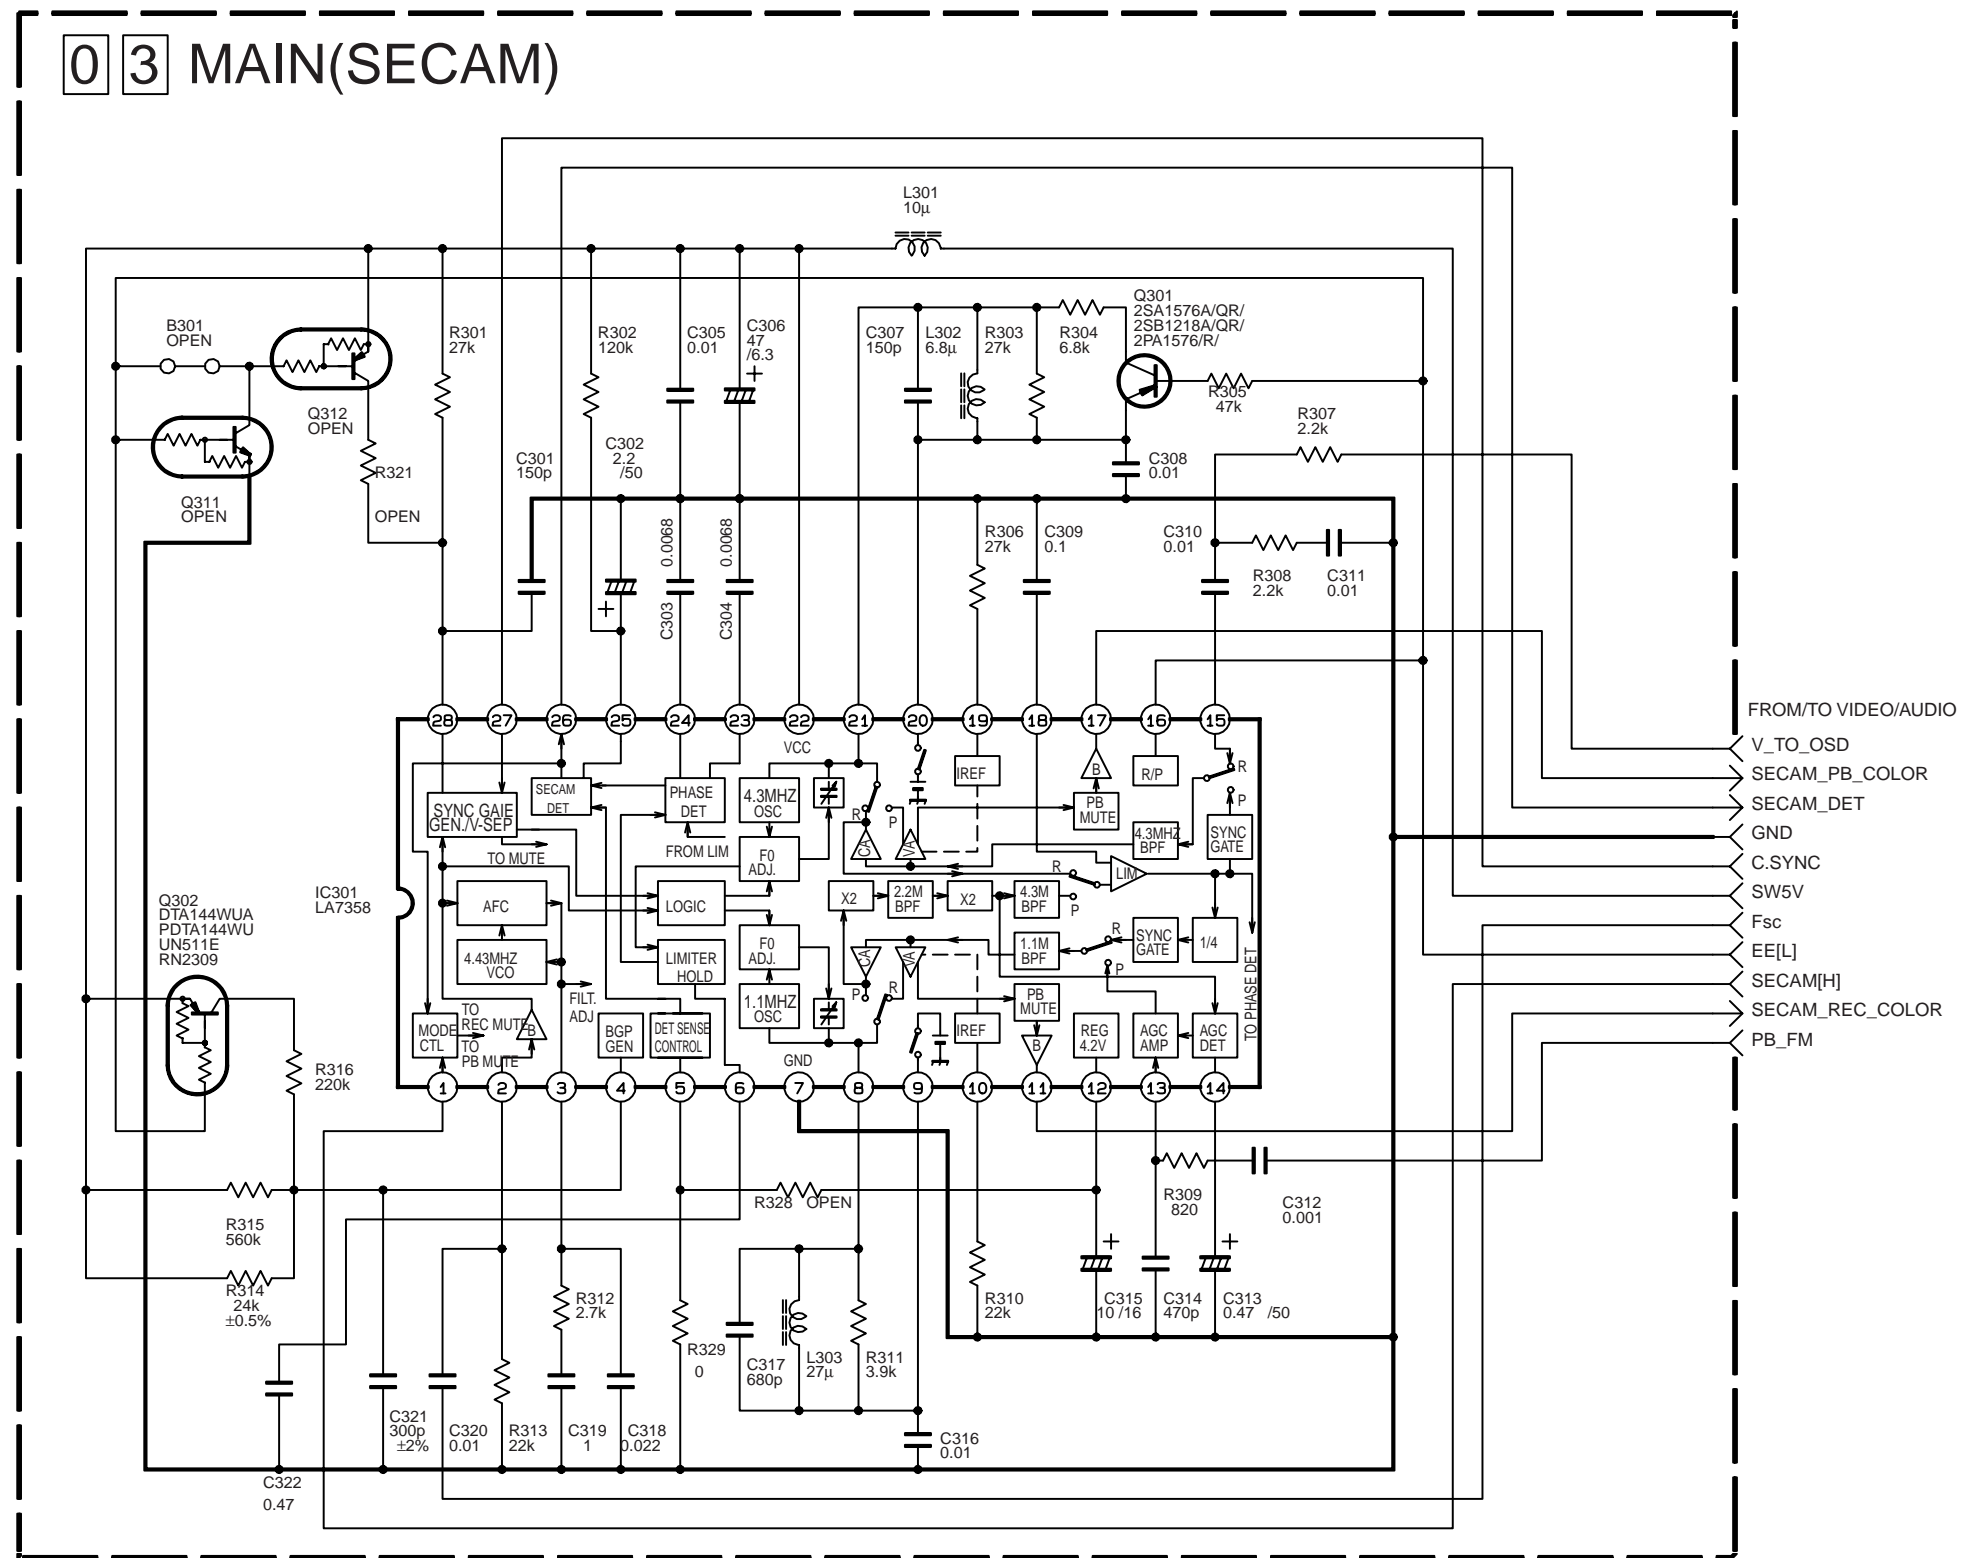 0 3 MAIN(SECAM)
L301
10µ
B301
OPEN
Q312
OPEN
Q311
OPEN
R321
OPEN
R301
27k
C301
150p
R302
120k
C302
2.2
/50
C305
0.01
C306
47
/6.3
+
C307
150p
L302
6.8µ
R303
27k
R304
6.8k
Q301
2SA1576A/QR/
2SB1218A/QR/
2PA1576/R/
R305
47k
R307
2.2k
C308
0.01
+
C303
0.0068
C304
0.0068
R306
27k
C309
0.1
C310
0.01
R308
2.2k
C311
0.01
28 27 26 25 24 23 22 21 20 19 18 17 16 15
VCC
SYNC GAIE
GEN./V-SEP
SECAM
DET
PHASE
DET
4.3MHZ
OSC
R
P
CA
VA
IREF
B
PB
MUTE
R/P
R
P
4.3MHZ
BPF
SYNC
GATE
TO MUTE
FROM LIM
F0
ADJ.
R
P
LIM
IC301
LA7358
AFC
LOGIC
X2
2.2M
BPF
X2
4.3M
BPF
4.43MHZ
VCO
LIMITER
HOLD
F0
ADJ.
CA
VA
1.1M
BPF
R
P
SYNC
GATE
1/4
TO PHASE DET
FILT.
ADJ
1.1MHZ
OSC
P
R
PB
MUTE
MODE
CTL
TO
REC MUTE
TO
PB MUTE
B
BGP
GEN
DET SENSE
CONTROL
GND
IREF
B
REG
4.2V
AGC
AMP
AGC
DET
1 2 3 4 5 6 7 8 9 10 11 12 13 14
Q302
DTA144WUA
PDTA144WU
UN511E
RN2309
R316
220k
R315
560k
R314
24k
±0.5%
R328 OPEN
R309
820
C312
0.001
R312
2.7k
R329
0
C317
680p
L303
27µ
R311
3.9k
R310
22k
+
C315
10 /16
C314
470p
+
C313
0.47 /50
C322
0.47
C321
300p
±2%
C320
0.01
R313
22k
C319
1
C318
0.022
C316
0.01
FROM/TO VIDEO/AUDIO
V_TO_OSD
SECAM_PB_COLOR
SECAM_DET
GND
C.SYNC
SW5V
Fsc
EE[L]
SECAM[H]
SECAM_REC_COLOR
PB_FM